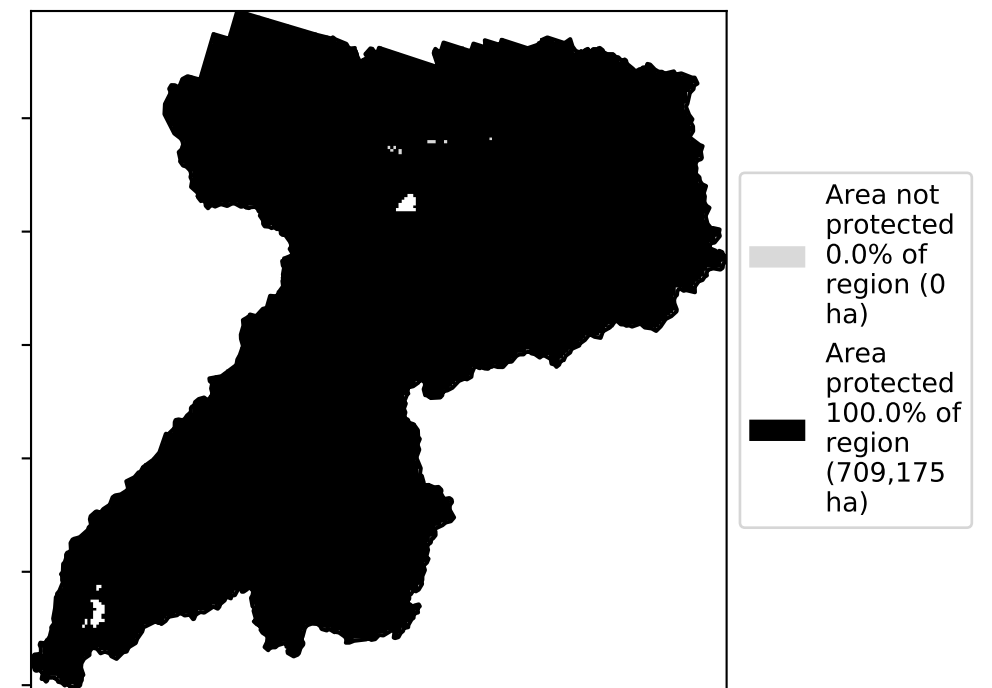 Area not
protected
0.0% of
region (0
ha)
Area
protected
100.0% of
region
(709,175
ha)